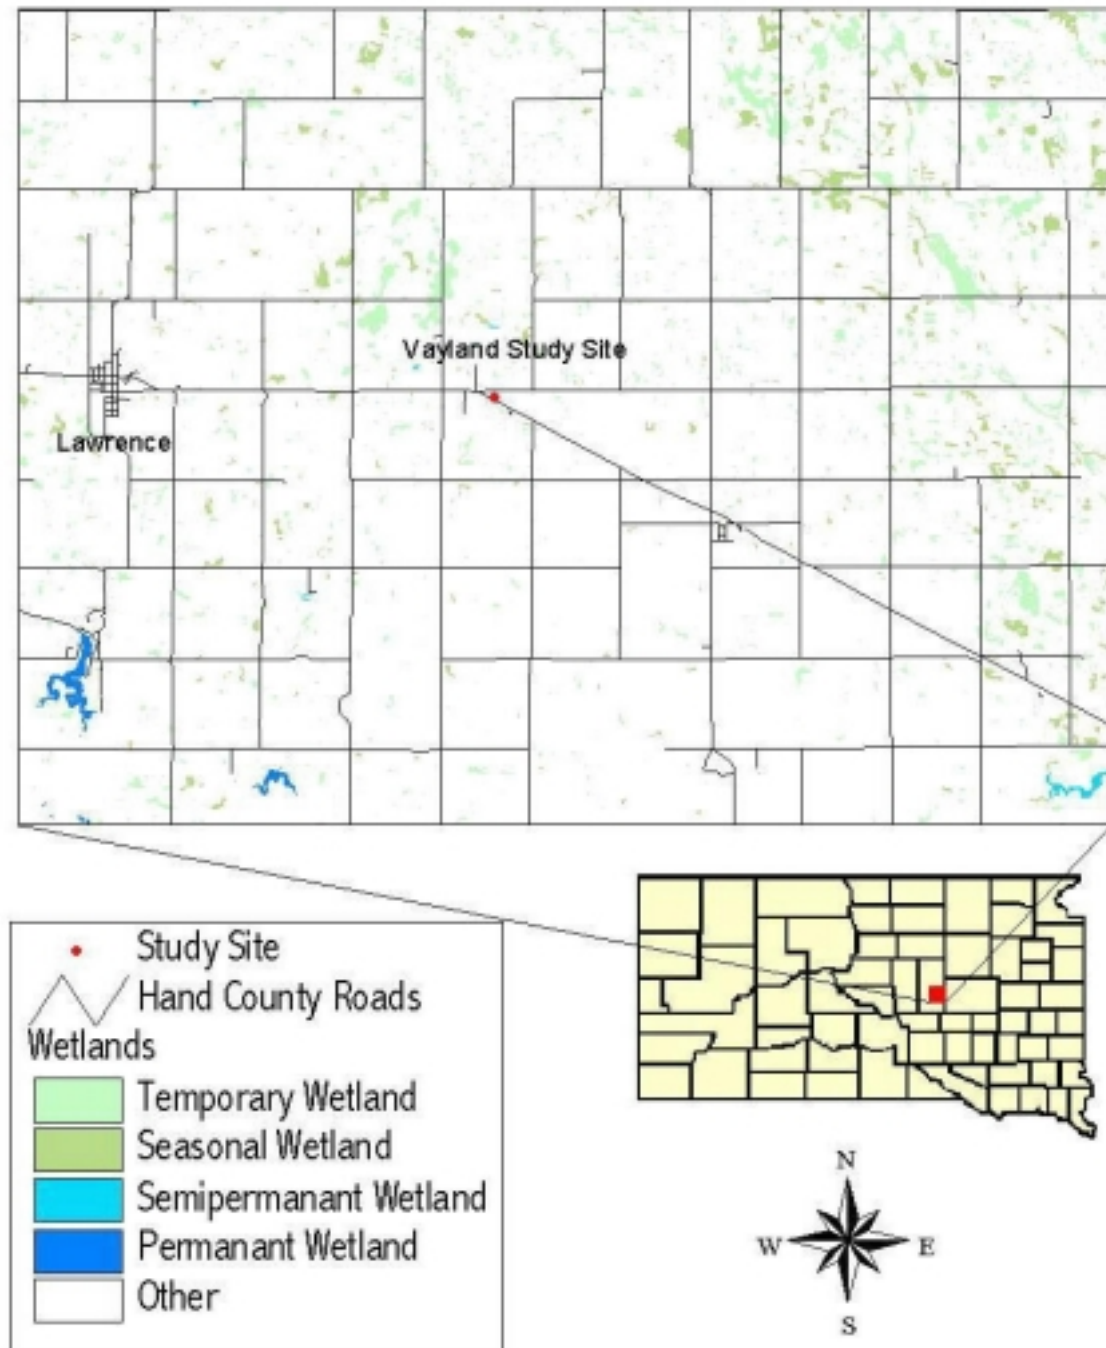 Vayland Study Site
Lawrence
Study Site
Hand County Roads
Wetlands
Temporary Wetland
Seasonal Wetland
Semipermanant Wetland
Permanant Wetland
Other
N
W E
S